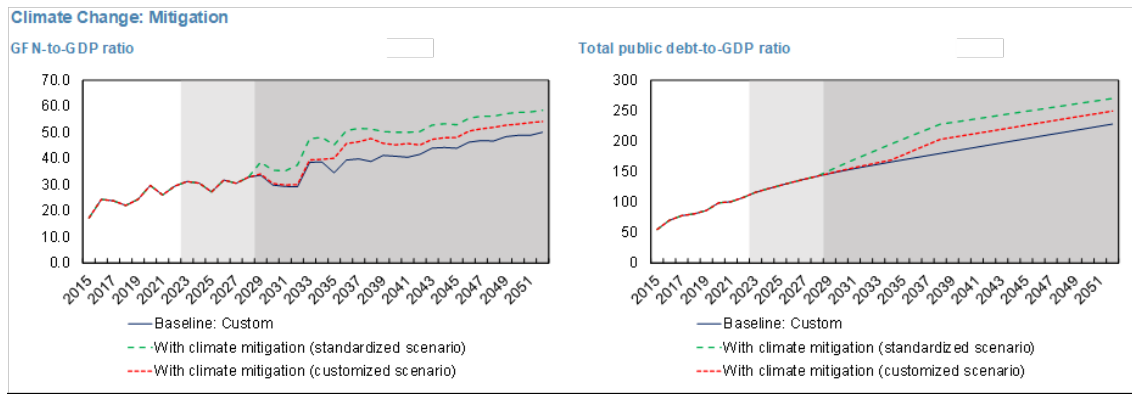 Climate Change: Mitigation
GFN-to-GDP ratio
70.0
60.0
50.0
40.0
30.0
20.0
10.0
0.0
2015 2017 2019 2021 2023 2025 2027 2029 2031 2033 2035 2037 2039 2041 2043 2045 2047 2049 2051
Baseline: Custom
With climate mitigation (standardized scenario)
With climate mitigation (customized scenario)
Total public debt-to-GDP ratio
300
250
200
150
100
50
0
2015 2017 2019 2021 2023 2025 2027 2029 2031 2033 2035 2037 2039 2041 2043 2045 2047 2049 2051
Baseline: Custom
With climate mitigation (standardized scenario)
With climate mitigation (customized scenario)